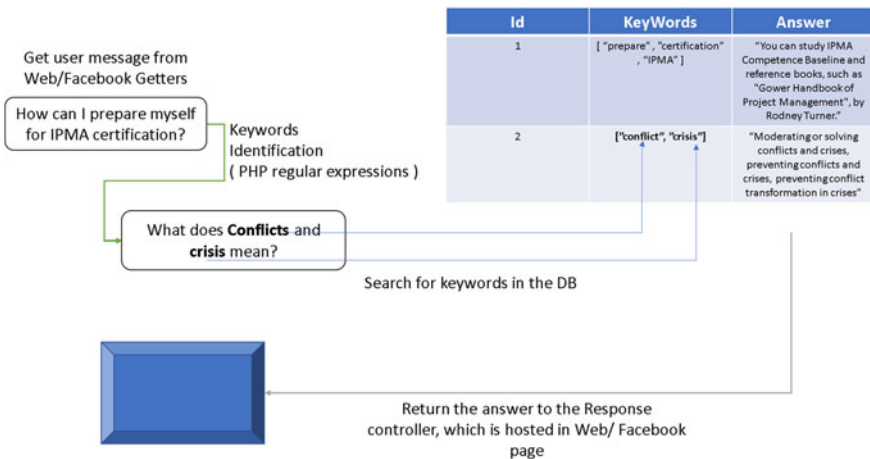 Get user message from
Web/Facebook Getters
How can I prepare myself
for IPMA certification?
Keywords
Identification
( PHP regular expressions )
What does Conflicts and
crisis mean?
Search for keywords in the DB
Id KeyWords Answer
1
[ "prepare" , "certification"
, "IPMA" ]
"You can study IPMA
Competence Baseline and
reference books, such as
"Gower Handbook of
Project Management", by
Rodney Turner."
2
["conflict", "crisis"]
"Moderating or solving
conflicts and crises,
preventing conflicts and
crises, preventing conflict
transformation in crises"
Return the answer to the Response
controller, which is hosted in Web/ Facebook
page